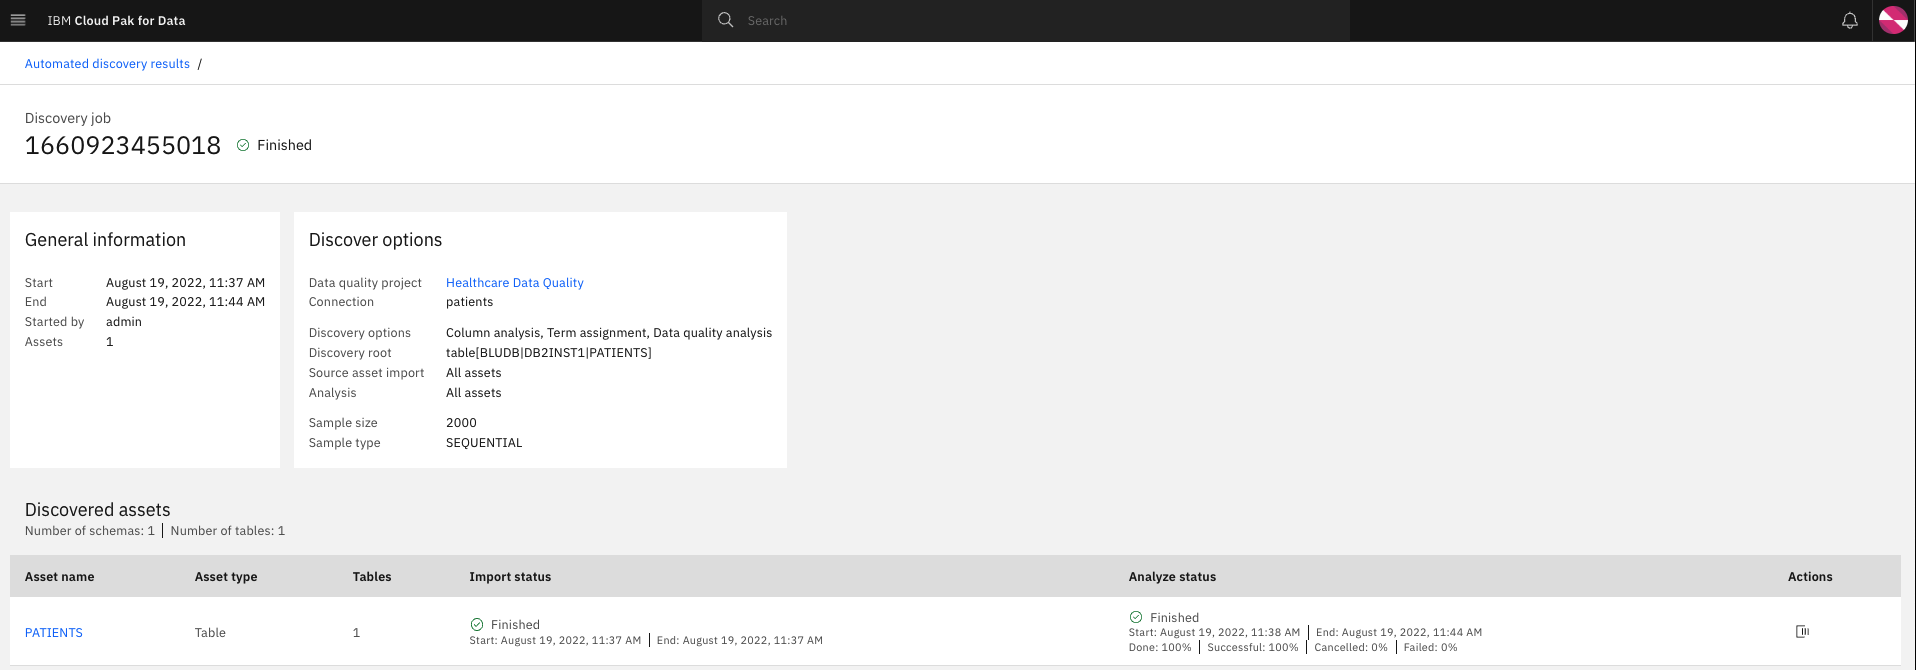 IBM Cloud Pak for Data
Search
Automated discovery results /
Discovery job
1660923455018 Finished
General information
Start August 19, 2022, 11:37 AM
End August 19, 2022, 11:44 AM
Started by admin
Assets 1
Discover options
Data quality project Healthcare Data Quality
Connection patients
Discovery options Column analysis, Term assignment, Data quality analysis
Discovery root table[BLUDB|DB2INST1|PATIENTS]
Source asset import All assets
Analysis All assets
Sample size 2000
Sample type SEQUENTIAL
Discovered assets
Number of schemas: 1 | Number of tables: 1
Asset name Asset type Tables Import status Analyze status Actions
PATIENTS Table 1
Finished
Start: August 19, 2022, 11:37 AM | End: August 19, 2022, 11:37 AM
Finished
Start: August 19, 2022, 11:38 AM | End: August 19, 2022, 11:44 AM
Done: 100% | Successful: 100% | Cancelled: 0% | Failed: 0%